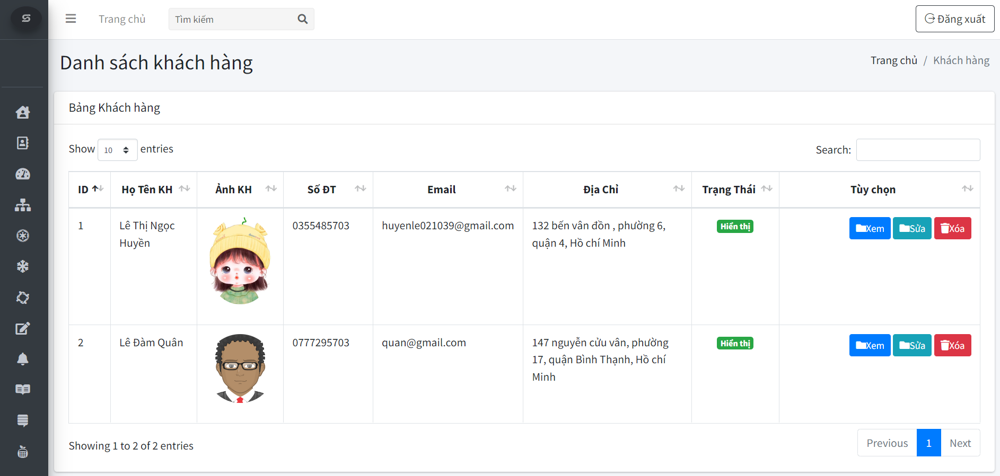 Trang chủ
Tìm kiếm
Đăng xuất
Danh sách khách hàng
Trang chủ / Khách hàng
Bảng Khách hàng
Show 10 entries
Search:
ID Họ Tên KH Ảnh KH Số ĐT Email Địa Chỉ Trạng Thái Tùy chọn
1 Lê Thị Ngọc 0355485703 huyenle021039@gmail.com 132 bến vân đồn , phường 6, Hiển thị Xem Sửa Xóa
Huyền quận 4, Hồ chí Minh
2 Lê Đàm Quân 0777295703 quan@gmail.com 147 nguyễn cửu vân, phường Hiển thị Xem Sửa Xóa
17, quận Bình Thạnh, Hồ chí
Minh
Showing 1 to 2 of 2 entries
Previous 1 Next